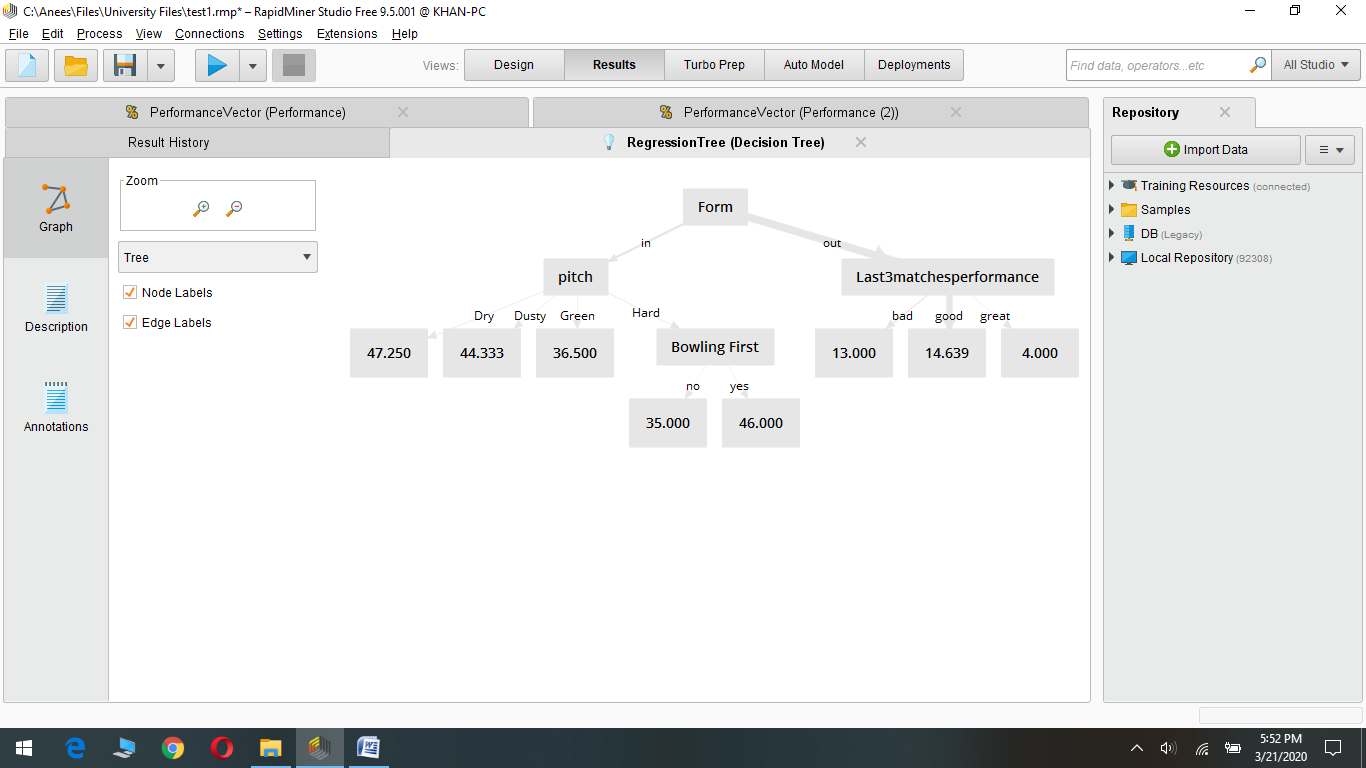 C:\Anees\Files\University Files\test1.rmp* – RapidMiner Studio Free 9.5.001 @ KHAN-PC
File Edit Process View Connections Settings Extensions Help
Views: Design Results Turbo Prep Auto Model Deployments Find data, operators...etc All Studio
PerformanceVector (Performance) PerformanceVector (Performance (2)) Repository
Result History RegressionTree (Decision Tree)
Import Data
Graph
Description
Annotations
Zoom
Tree
Node Labels
Edge Labels
Form
in out
pitch Last3matchesperformance
Dry Dusty Green Hard bad good great
47.250 44.333 36.500 Bowling First 13.000 14.639 4.000
no yes
35.000 46.000
Training Resources (connected)
Samples
DB (Legacy)
Local Repository (92308)
5:52 PM
3/21/2020